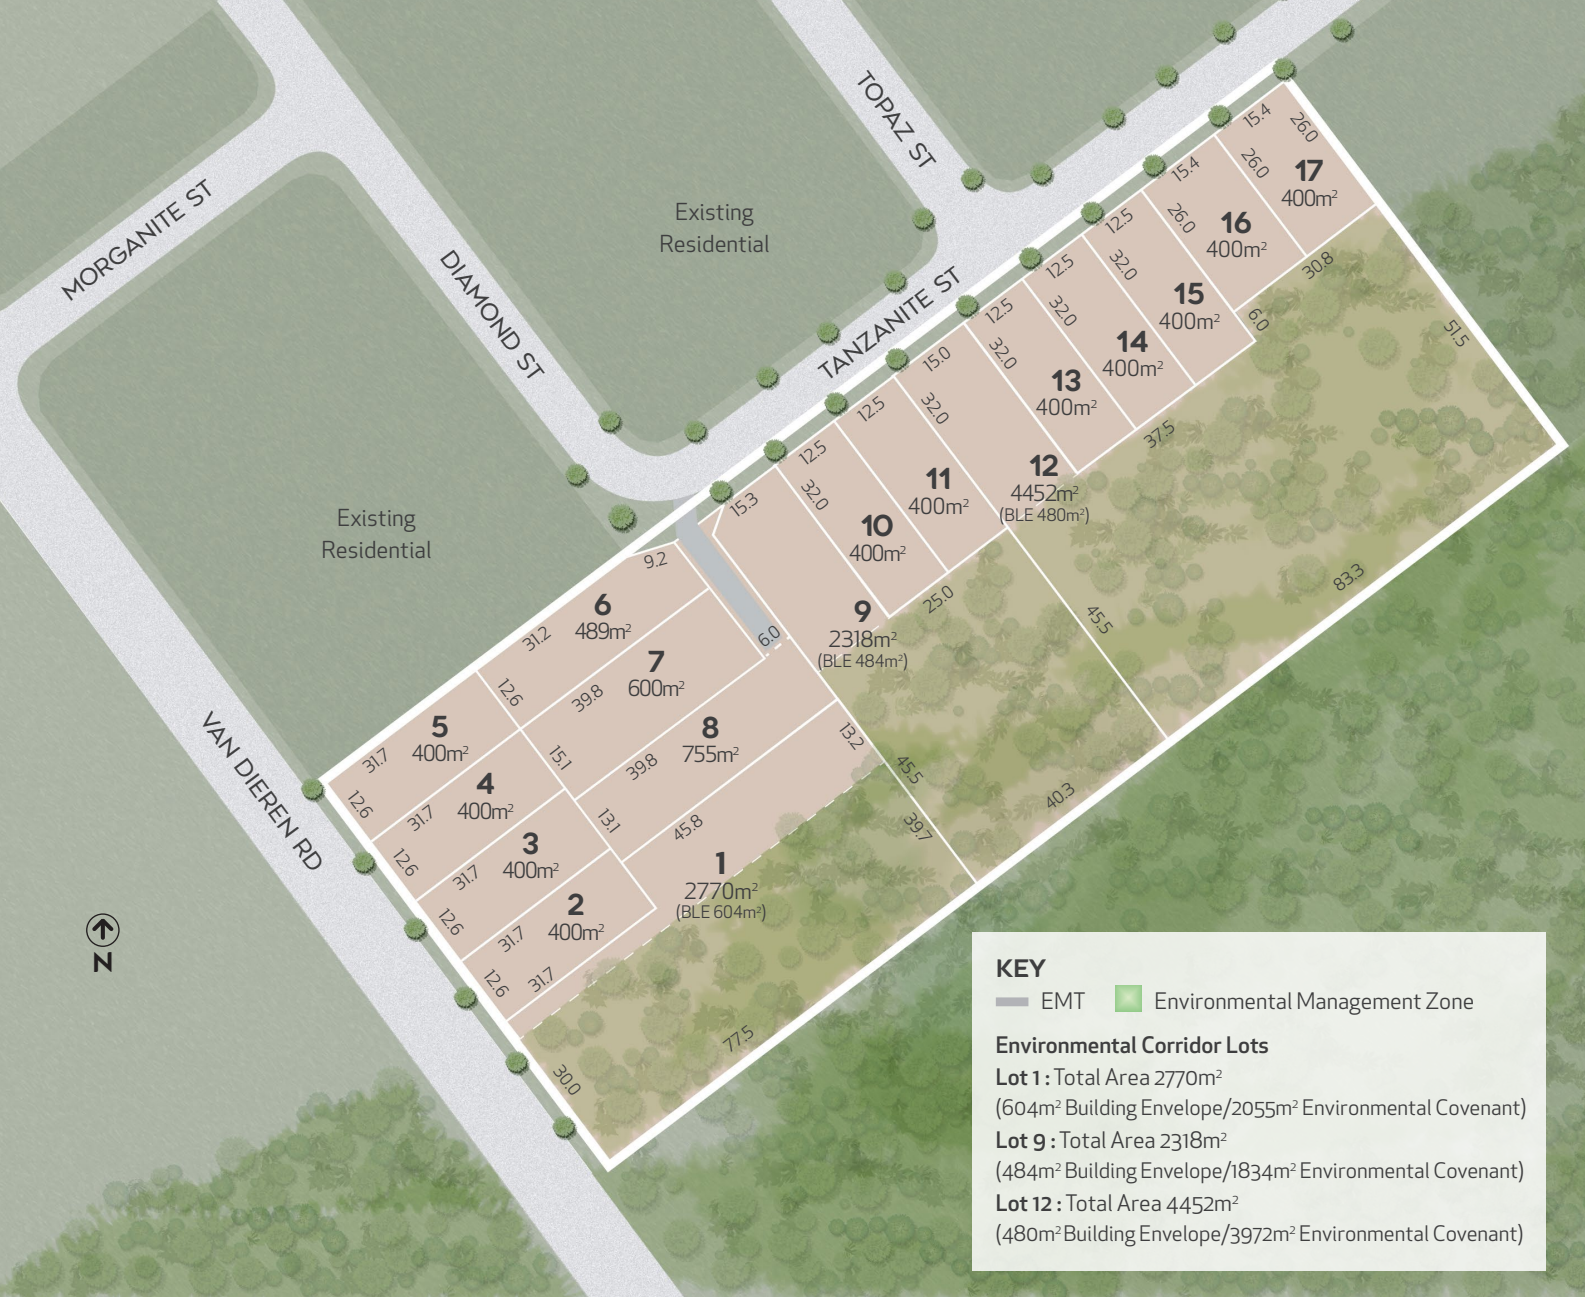 TOPAZ ST
MORGANITE ST
DIAMOND ST
TANZANITE ST
VAN DIEREN RD
Existing
Residential
Existing
Residential
15.4
26.0
26.0
17
400m²
15.4
26.0
16
400m²
30.8
12.5
32.0
15
400m²
6.0
51.5
12.5
32.0
14
400m²
12.5
32.0
13
400m²
37.5
15.0
32.0
12
4452m²
(BLE 480m²)
12.5
11
400m²
12.5
32.0
10
400m²
25.0
15.3
9
2318m²
(BLE 484m²)
6.0
45.5
83.3
9.2
6
489m²
31.2
12.6
7
600m²
39.8
15.1
8
755m²
39.8
13.1
13.2
45.5
39.7
40.3
5
400m²
31.7
12.6
4
400m²
31.7
12.6
3
400m²
31.7
12.6
2
400m²
31.7
12.6
31.7
45.8
1
2770m²
(BLE 604m²)
77.5
30.0
N
KEY
EMT Environmental Management Zone
Environmental Corridor Lots
Lot 1 : Total Area 2770m²
(604m² Building Envelope/2055m² Environmental Covenant)
Lot 9 : Total Area 2318m²
(484m² Building Envelope/1834m² Environmental Covenant)
Lot 12 : Total Area 4452m²
(480m² Building Envelope/3972m² Environmental Covenant)